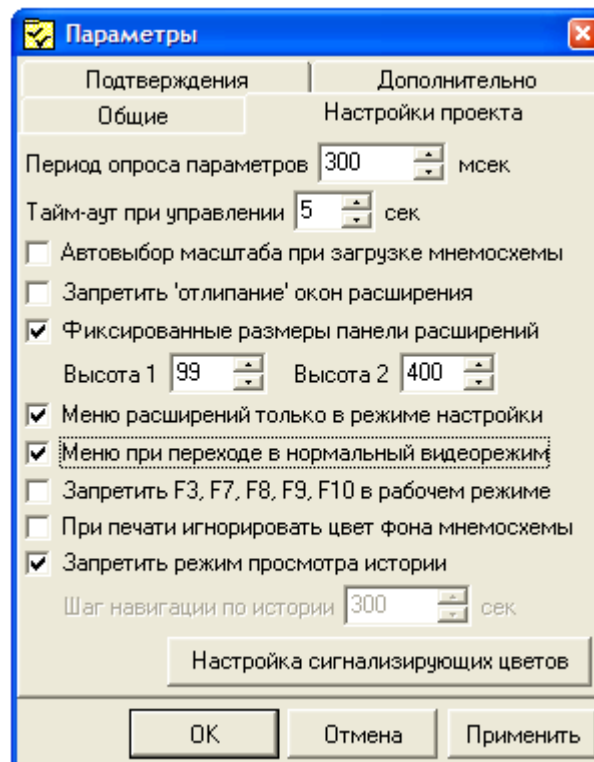 Параметры
Подтверждения Дополнительно
Общие Настройки проекта
Период опроса параметров 300 мсек
Тайм-аут при управлении 5 сек
Автовыбор масштаба при загрузке мнемосхемы
Запретить 'отлипание' окон расширения
Фиксированные размеры панели расширений
Высота 1 99 Высота 2 400
Меню расширений только в режиме настройки
Меню при переходе в нормальный видеорежим
Запретить F3, F7, F8, F9, F10 в рабочем режиме
При печати игнорировать цвет фона мнемосхемы
Запретить режим просмотра истории
Шаг навигации по истории 300 сек
Настройка сигнализирующих цветов
OK Отмена Применить